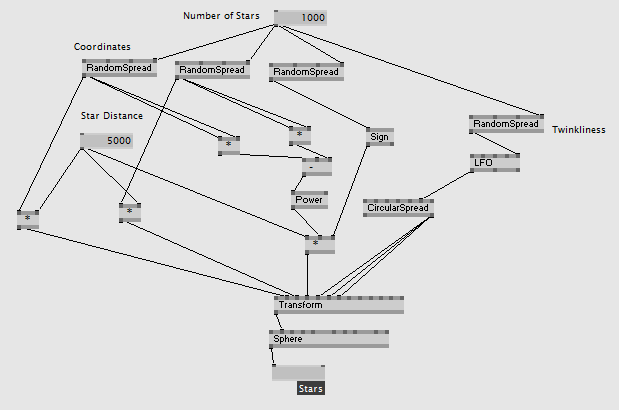 Number of Stars
1000
Coordinates
RandomSpread
RandomSpread
RandomSpread
Star Distance
5000
RandomSpread
Twinkliness
*
*
Sign
-
LFO
Power
CircularSpread
*
*
*
Transform
Sphere
Stars